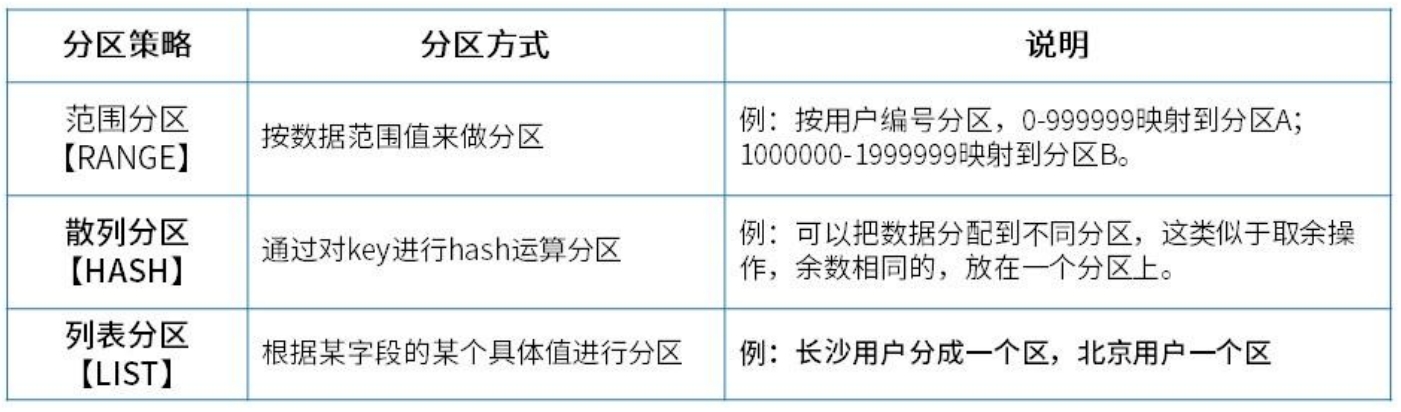 分区策略
分区方式
说明
范围分区
【RANGE】
按数据范围值来做分区
例：按用户编号分区，0-999999映射到分区A；
1000000-1999999映射到分区B。
散列分区
【HASH】
通过对key进行hash运算分区
例：可以把数据分配到不同分区，这类似于取余操
作，余数相同的，放在一个分区上。
列表分区
【LIST】
根据某字段的某个具体值进行分区
例：长沙用户分成一个区，北京用户一个区